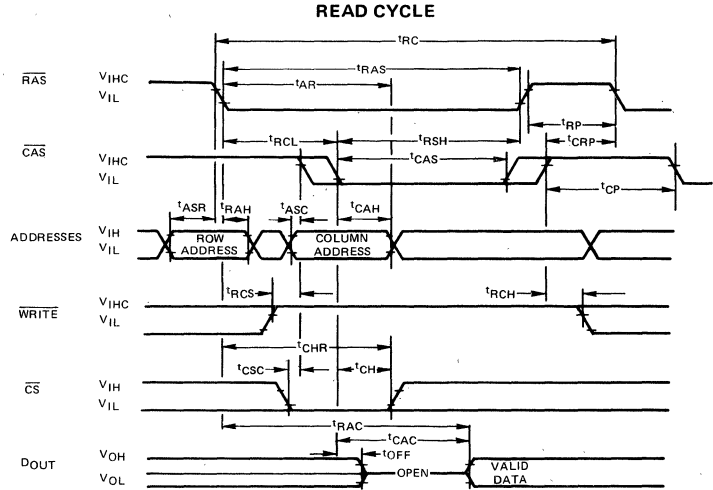 READ CYCLE
tRC
RAS VIHC VIL
tRAS
tAR
tRP
tRCL tRSH tCRP
CAS VIHC VIL
tCAS
tCP
tASR tRAH tASC tCAH
ADDRESSES VIH VIL
ROW ADDRESS
COLUMN ADDRESS
tRCS tRCH
WRITE VIHC VIL
tCHR
tCSC tCH
CS VIH VIL
tRAC
tCAC
tOFF
DOUT VOH VOL
OPEN
VALID DATA